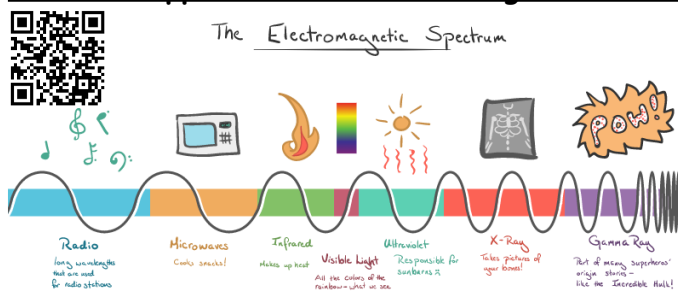 The Electromagnetic Spectrum
POW!
Radio
long wavelengths
that are used
for radio stations
Microwaves
Cooks snacks!
Infrared
Makes up heat
Visible Light
All the colors of the
rainbow - what we see
Ultraviolet
Responsible for
sunburns
X-Ray
Takes pictures of
your bones!
Gamma Ray
Part of many superheros'
origin stories -
like the Incredible Hulk!